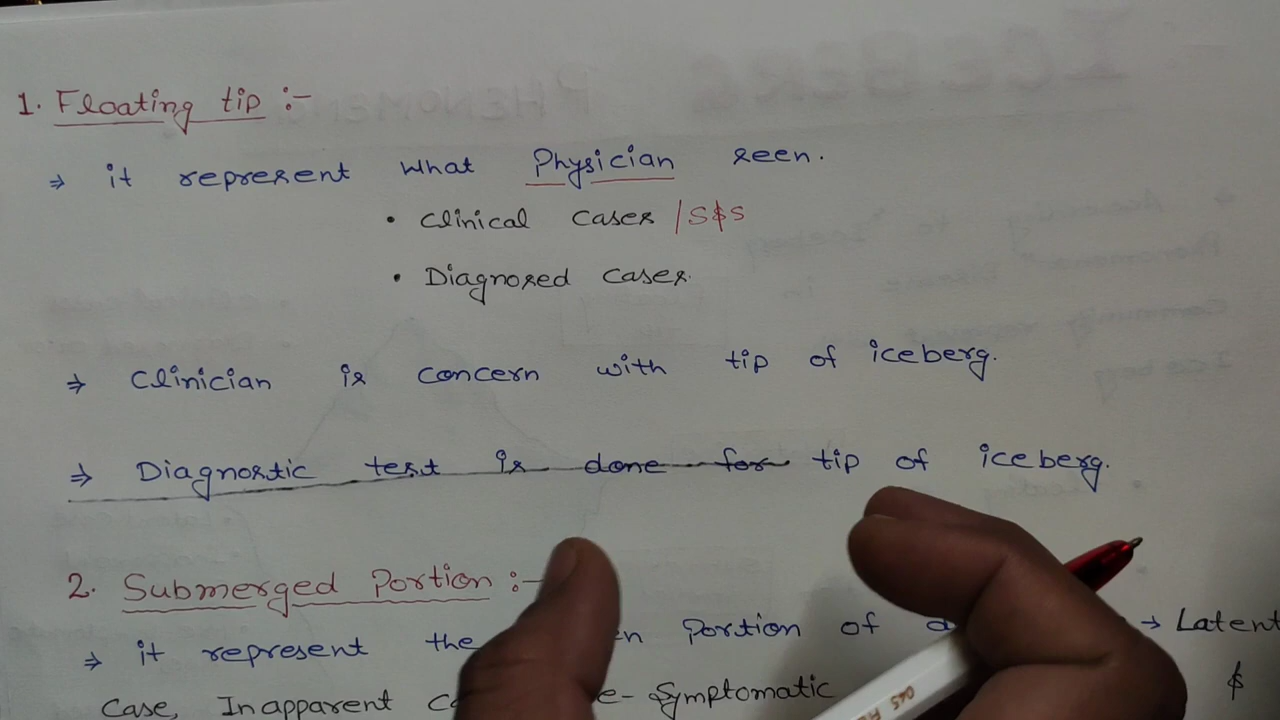 1. Floating tip :-
⇒ it represent what Physician seen.
• Clinical cases /S&S
• Diagnosed cases.
⇒ Clinician is concern with tip of iceberg.
⇒ Diagnostic test is done for tip of iceberg.
2. Submerged Portion :-
⇒ it represent the portion of → Latent
case, Inapparent Symptomatic &